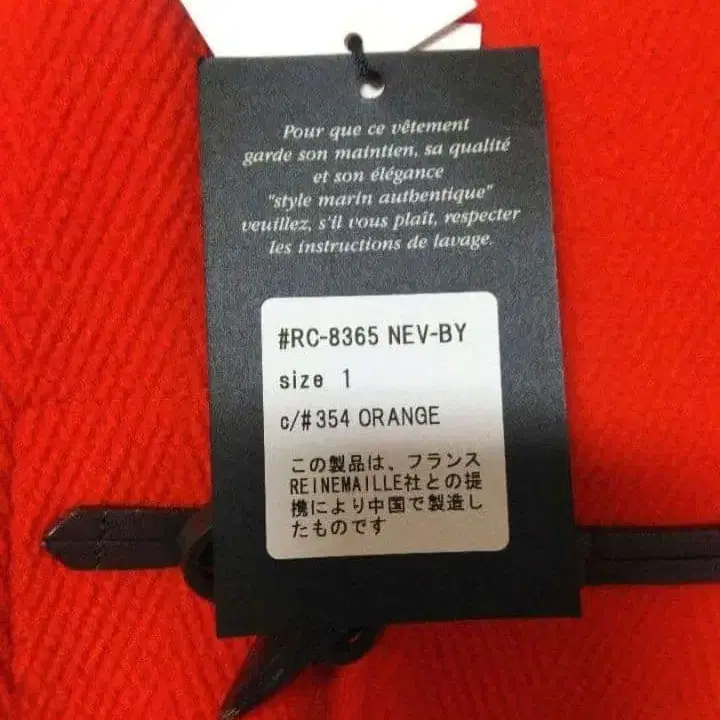 Pour que ce vêtement
garde son maintien, sa qualité
et son élégance
"style marin authentique"
veuillez, s'il vous plaît, respecter
les instructions de lavage.
#RC-8365 NEV-BY
size 1
c/#354 ORANGE
この製品は、フランス
REINEMAILLE社との提
携により中国で製造し
たものです